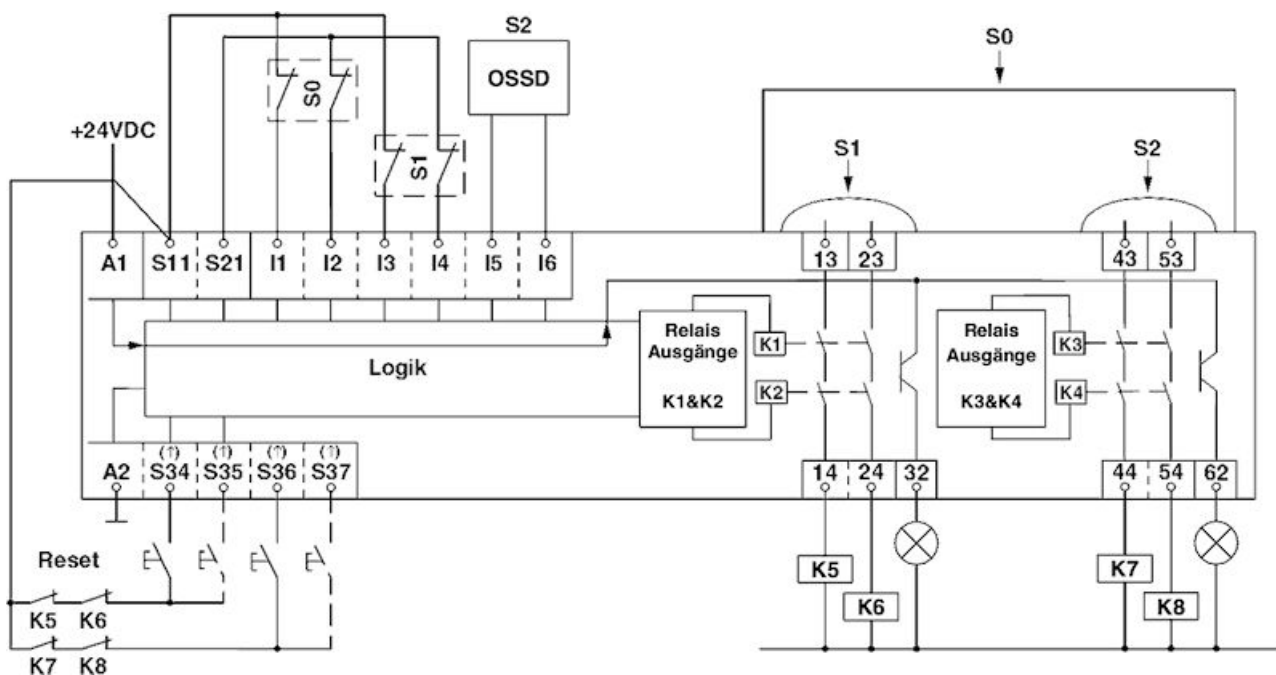 S2
OSSD
S0
S0
S1
+24VDC
S1
S2
A1 S11 S21 I1 I2 I3 I4 I5 I6
13 23
43 53
Relais
Ausgänge
K1&K2
K1
K2
Relais
Ausgänge
K3&K4
K3
K4
Logik
(↑) (↑) (↑) (↑)
A2 S34 S35 S36 S37
14 24 32
44 54 62
Reset
K5 K6
K7 K8
K5
K6
K7
K8